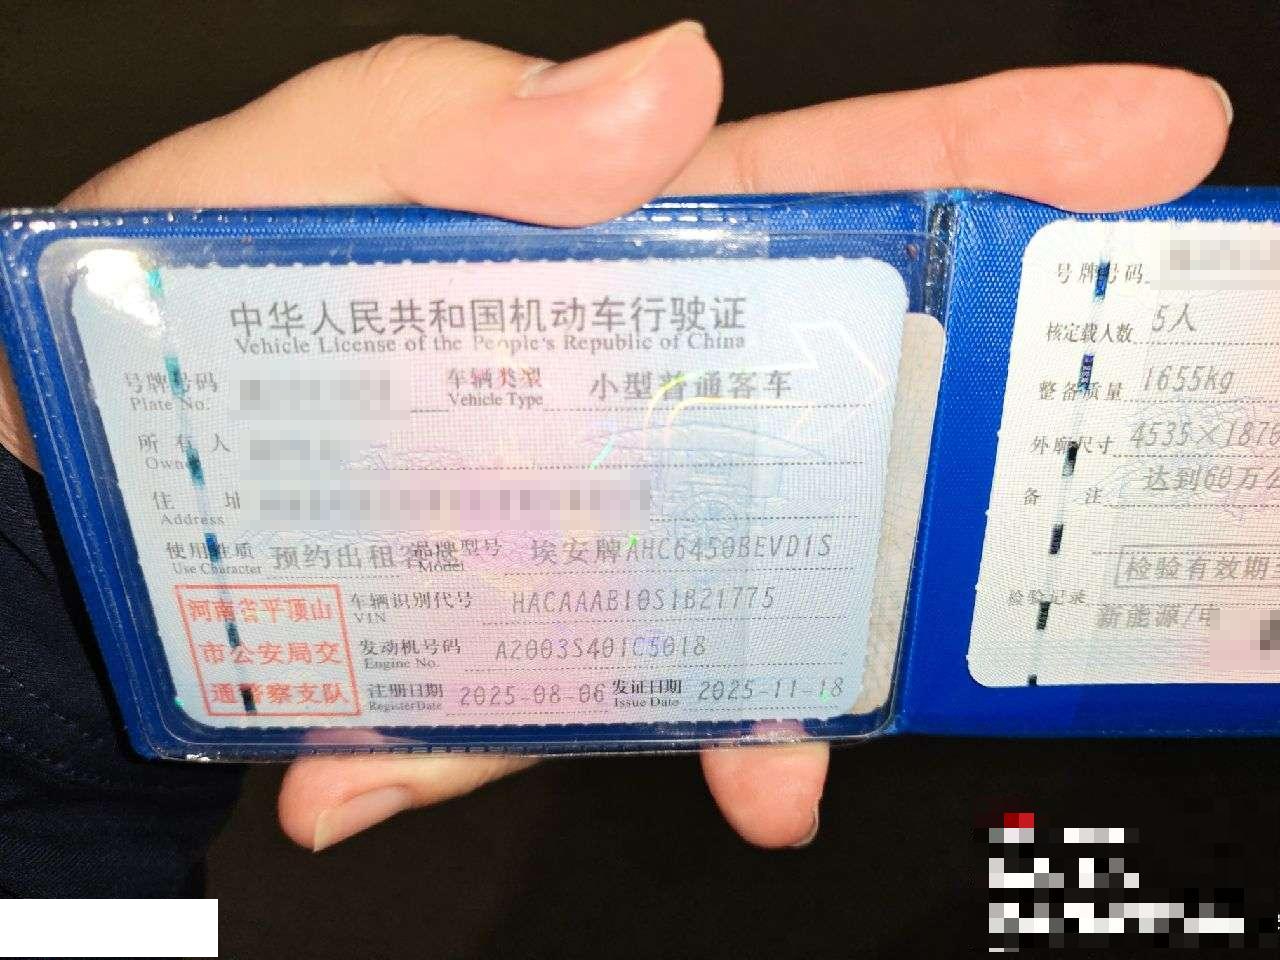 中华人民共和国机动车行驶证
Vehicle License of the People's Republic of China
号牌号码
Plate No.
车辆类型 小型普通客车
Vehicle Type
所有人
Owner
住址
Address
使用性质 预约出租客运
Use Character
品牌型号 埃安牌AHC6450BEVD1S
Model
车辆识别代号 HACAAAB10S1B21775
VIN
发动机号码 A2003S401C5018
Engine No.
注册日期 2025-08-06
Register Date
发证日期 2025-11-18
Issue Date
河南省平顶山
市公安局交
通警察支队
号牌号码
核定载人数 5人
整备质量 1655kg
外廓尺寸 4535×1870
备注 达到60万公
检验有效期至
检验记录
新能源/电